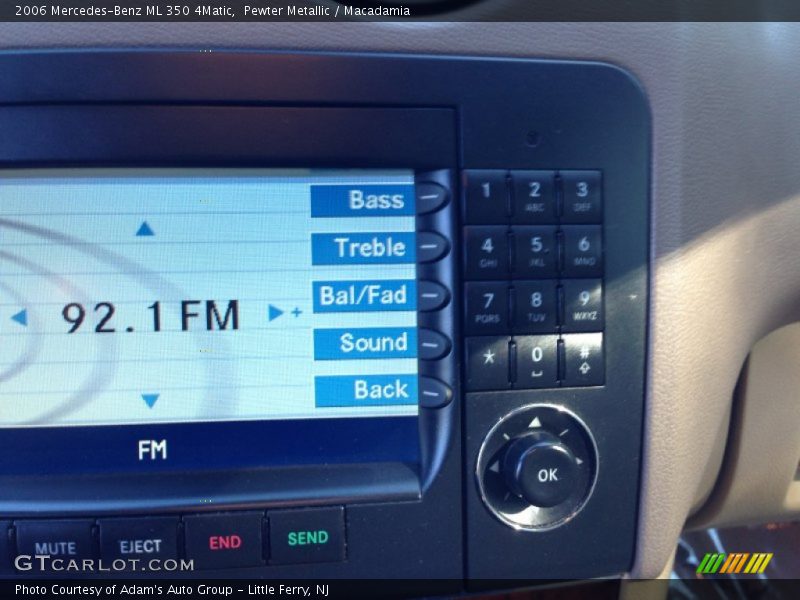 2006 Mercedes-Benz ML 350 4Matic, Pewter Metallic / Macadamia
Bass
Treble
Bal/Fad
92.1 FM
+
Sound
Back
FM
1 2 ABC 3 DEF
4 GHI 5 JKL 6 MNO
7 PQRS 8 TUV 9 WXYZ
* 0 #
OK
MUTE EJECT END SEND
GTCARLOT.COM
Photo Courtesy of Adam's Auto Group - Little Ferry, NJ